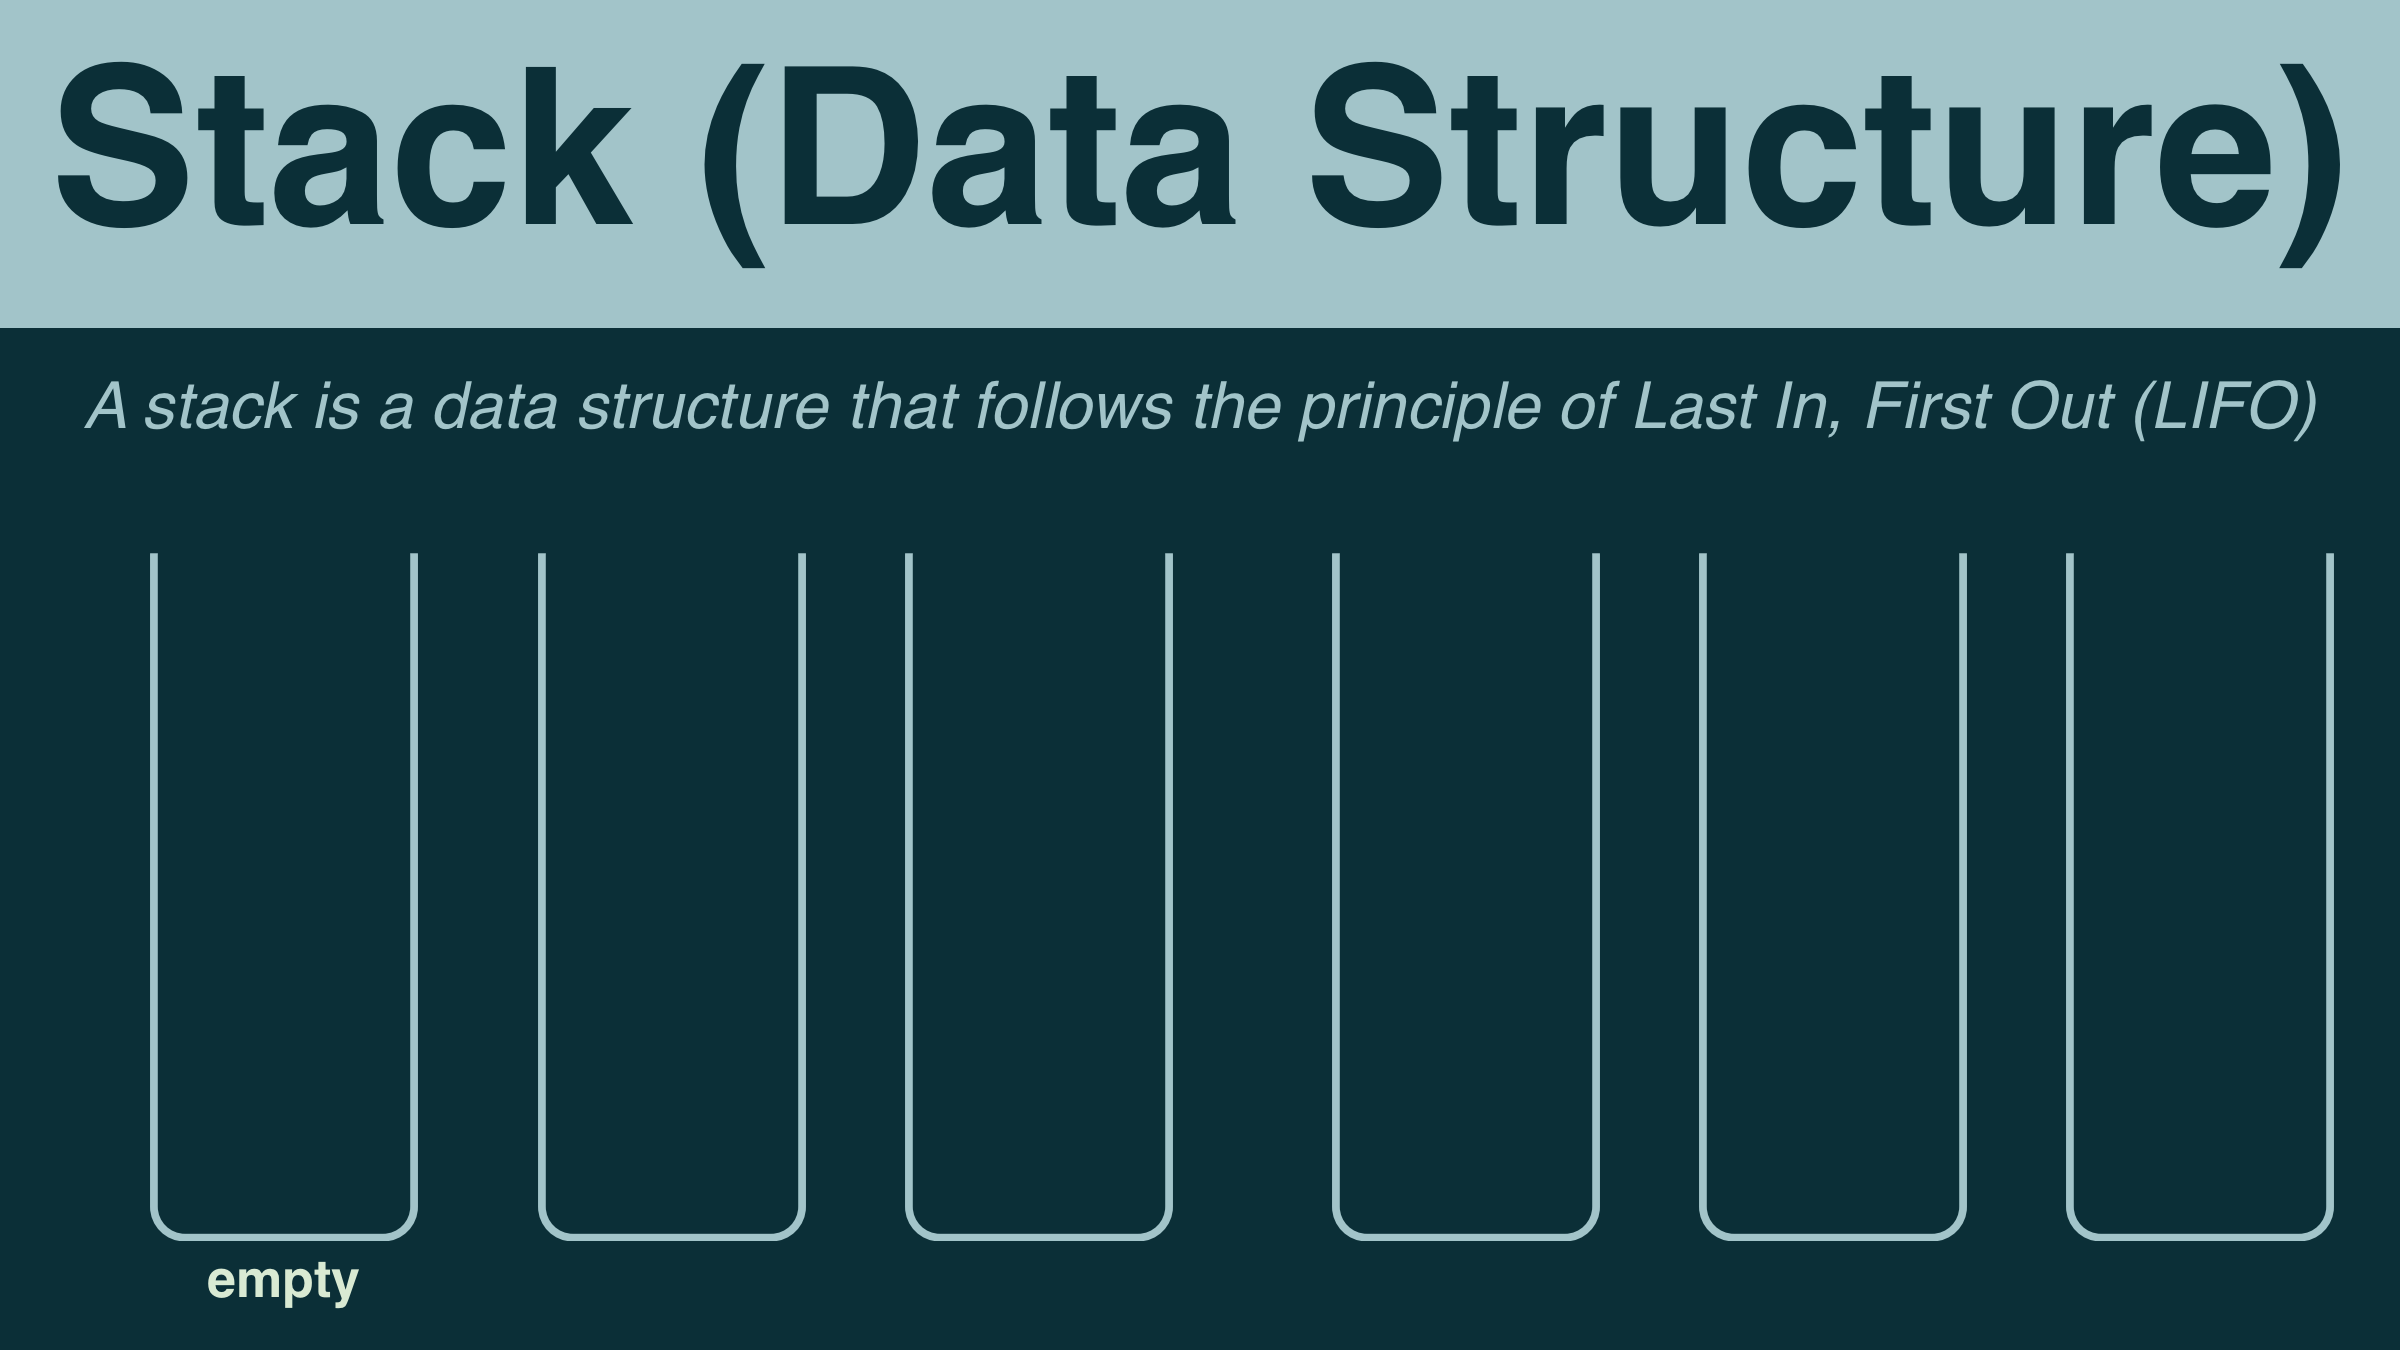 Stack (Data Structure)
A stack is a data structure that follows the principle of Last In, First Out (LIFO)
empty